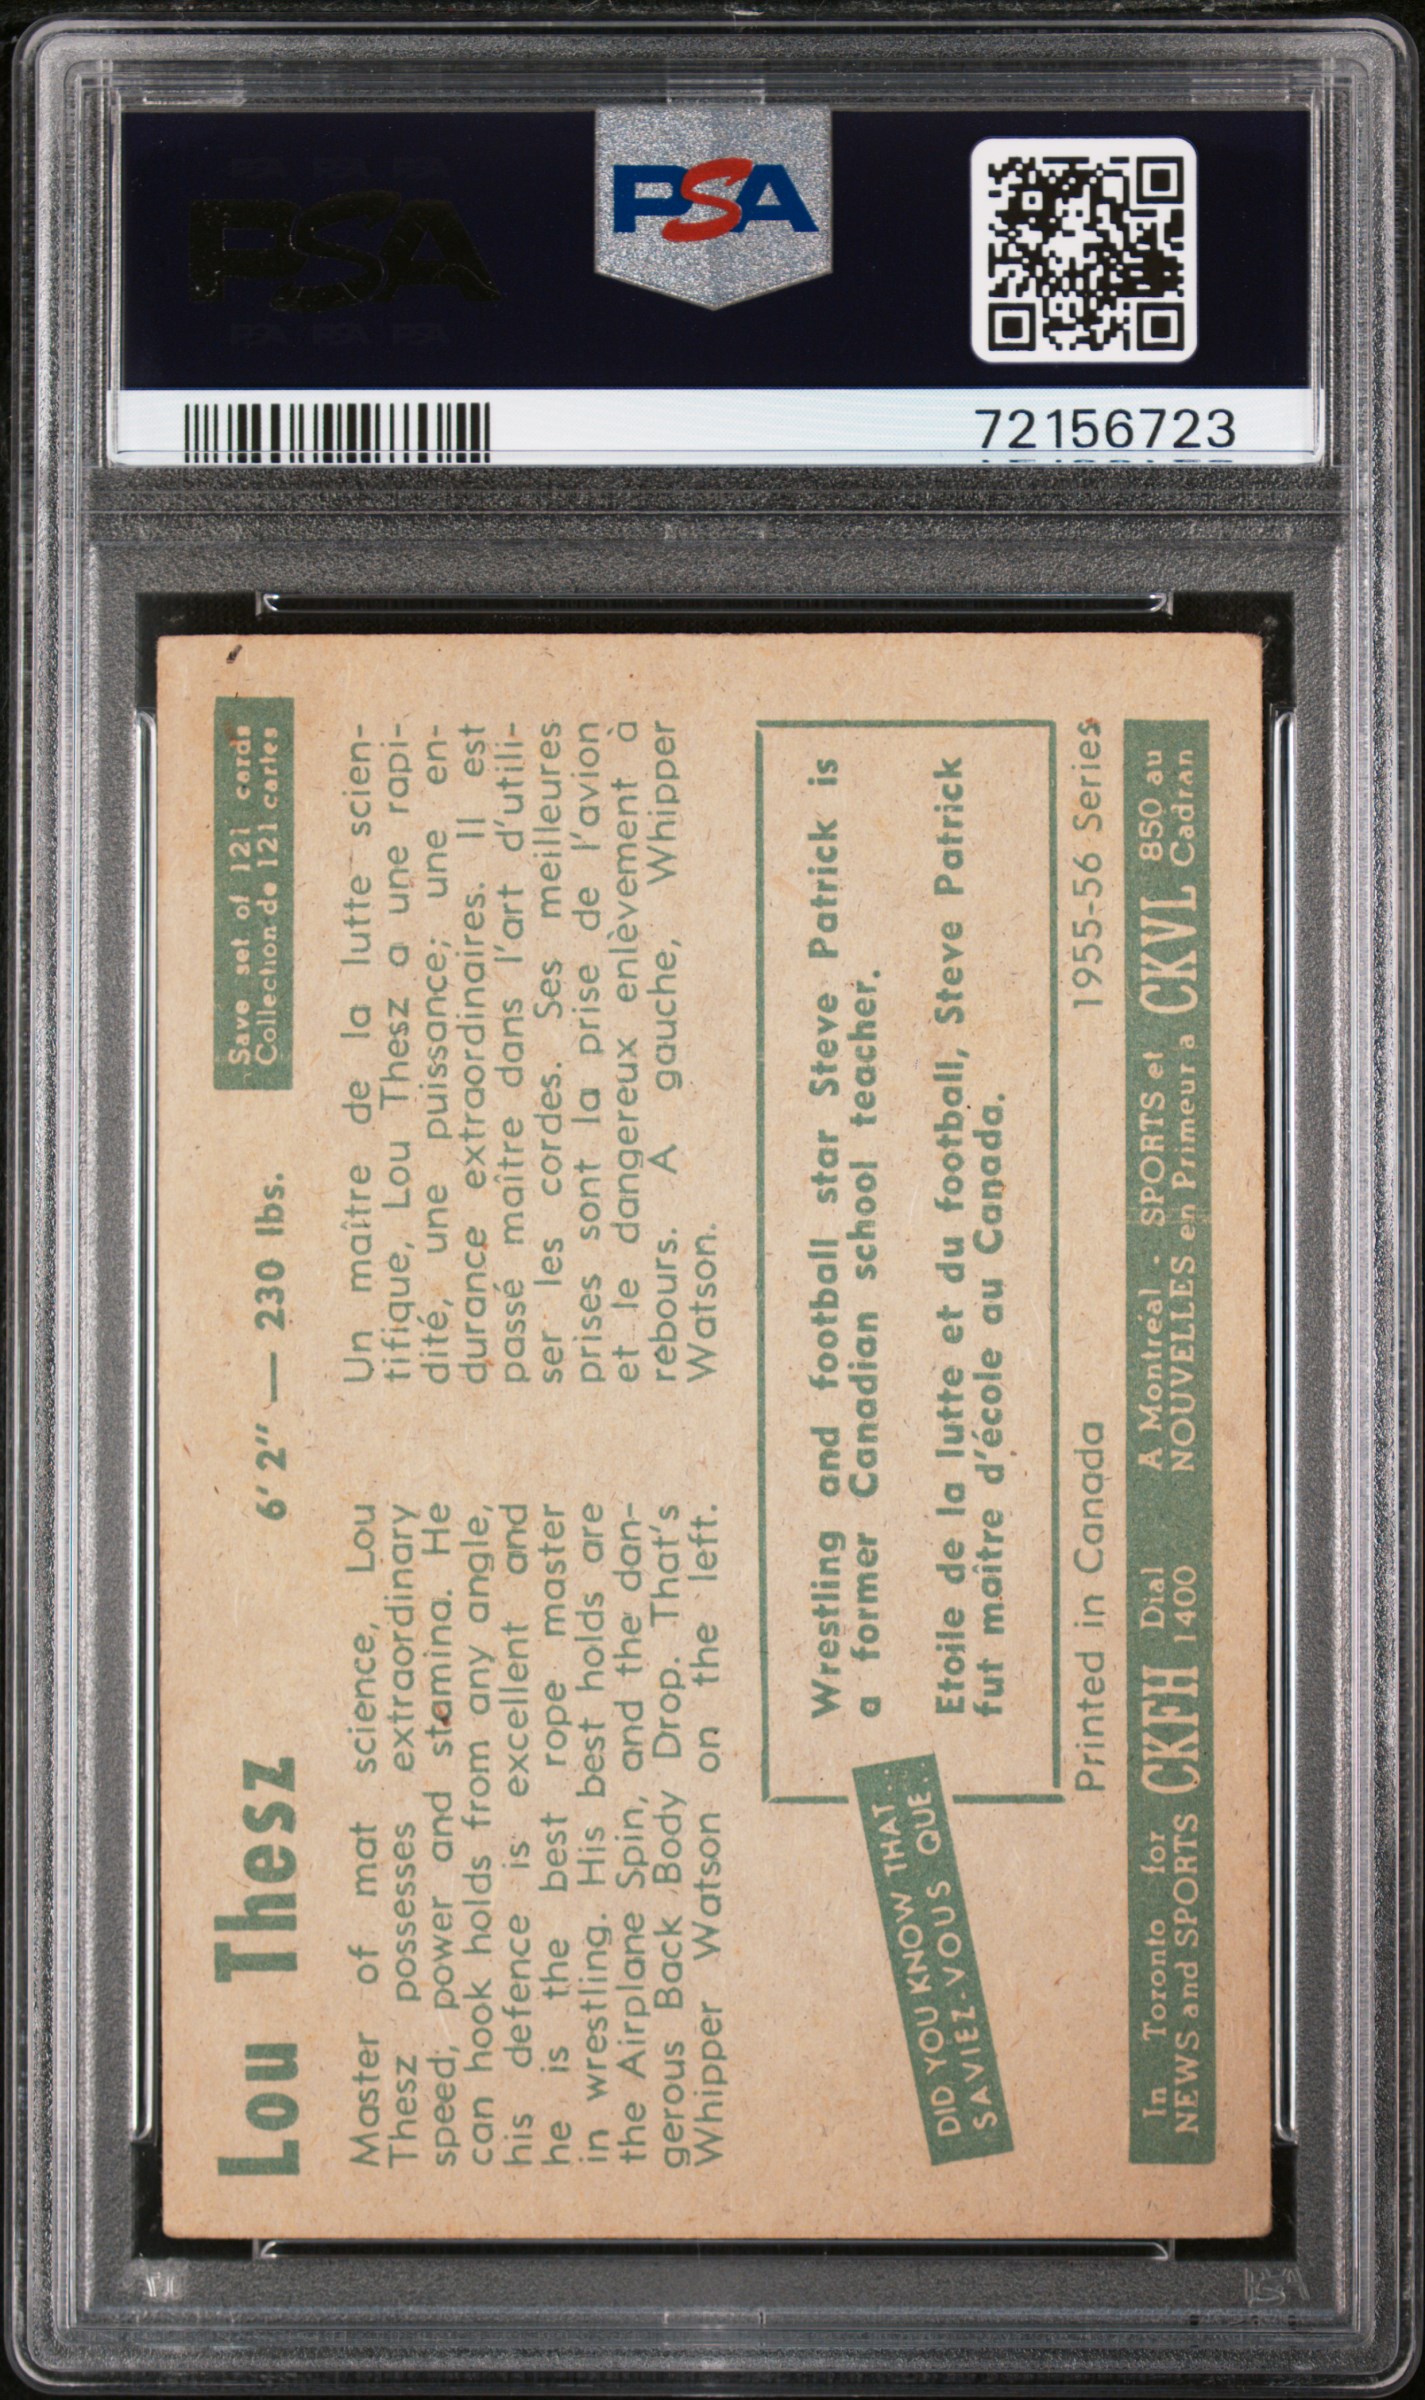 PSA
PSA
72156723
Lou Thesz
6' 2" — 230 lbs.
Save set of 121 cards
Collection de 121 cartes
Master of mat science, Lou
Thesz possesses extraordinary
speed, power and stamina. He
can hook holds from any angle,
his defence is excellent and
he is the best rope master
in wrestling. His best holds are
the Airplane Spin, and the dan-
gerous Back Body Drop. That's
Whipper Watson on the left.
Un maître de la lutte scien-
tifique, Lou Thesz a une rapi-
dité, une puissance; une en-
durance extraordinaires. Il est
passé maître dans l'art d'utili-
ser les cordes. Ses meilleures
prises sont la prise de l'avion
et le dangereux enlèvement à
rebours. A gauche, Whipper
Watson.
DID YOU KNOW THAT...
SAVIEZ-VOUS QUE..
Wrestling and football star Steve Patrick is
a former Canadian school teacher.
Etoile de la lutte et du football, Steve Patrick
fut maître d'école au Canada.
Printed in Canada
1955-56 Series
In Toronto for
NEWS and SPORTS
CKFH
Dial
1400
A Montréal - SPORTS et
NOUVELLES en Primeur a
CKVL
850 au
Cadran